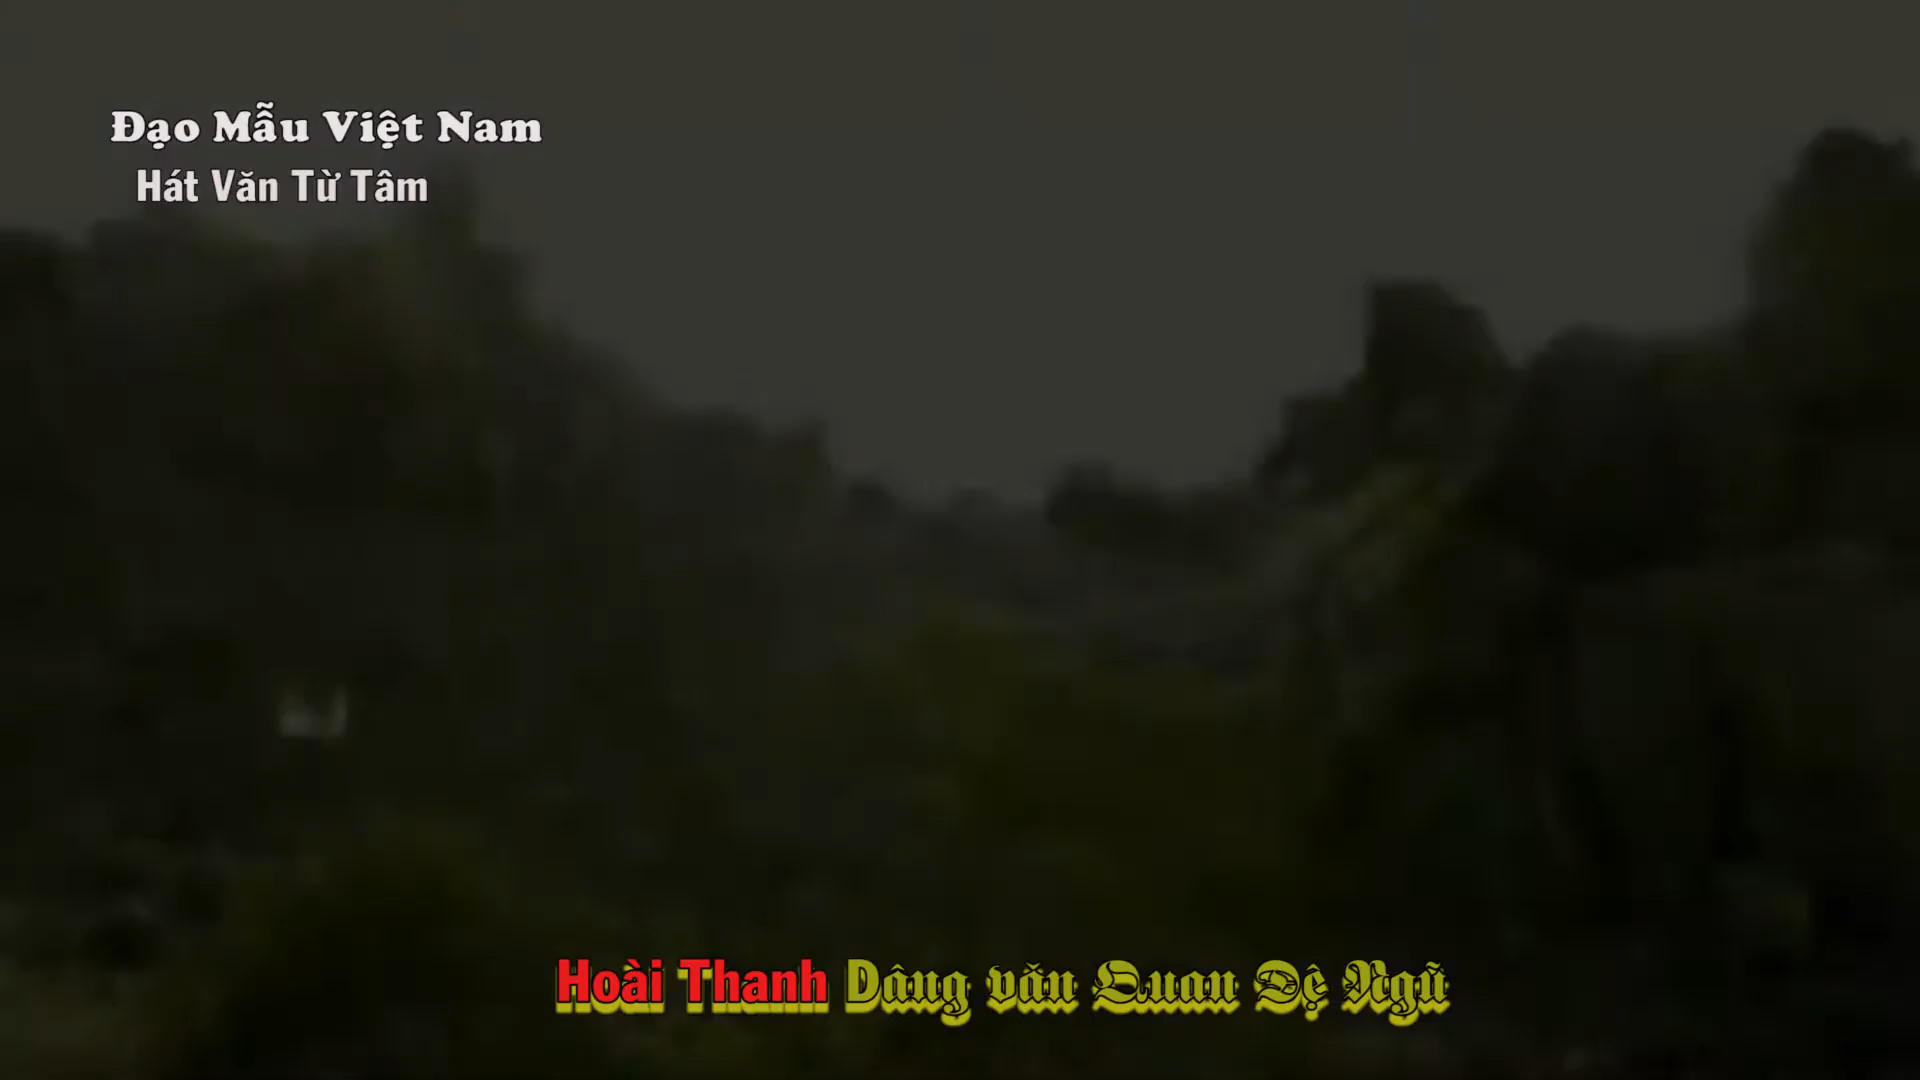 Đạo Mẫu Việt Nam
Hát Văn Từ Tâm
Hoài Thanh Dâng văn Quan Đệ Ngũ